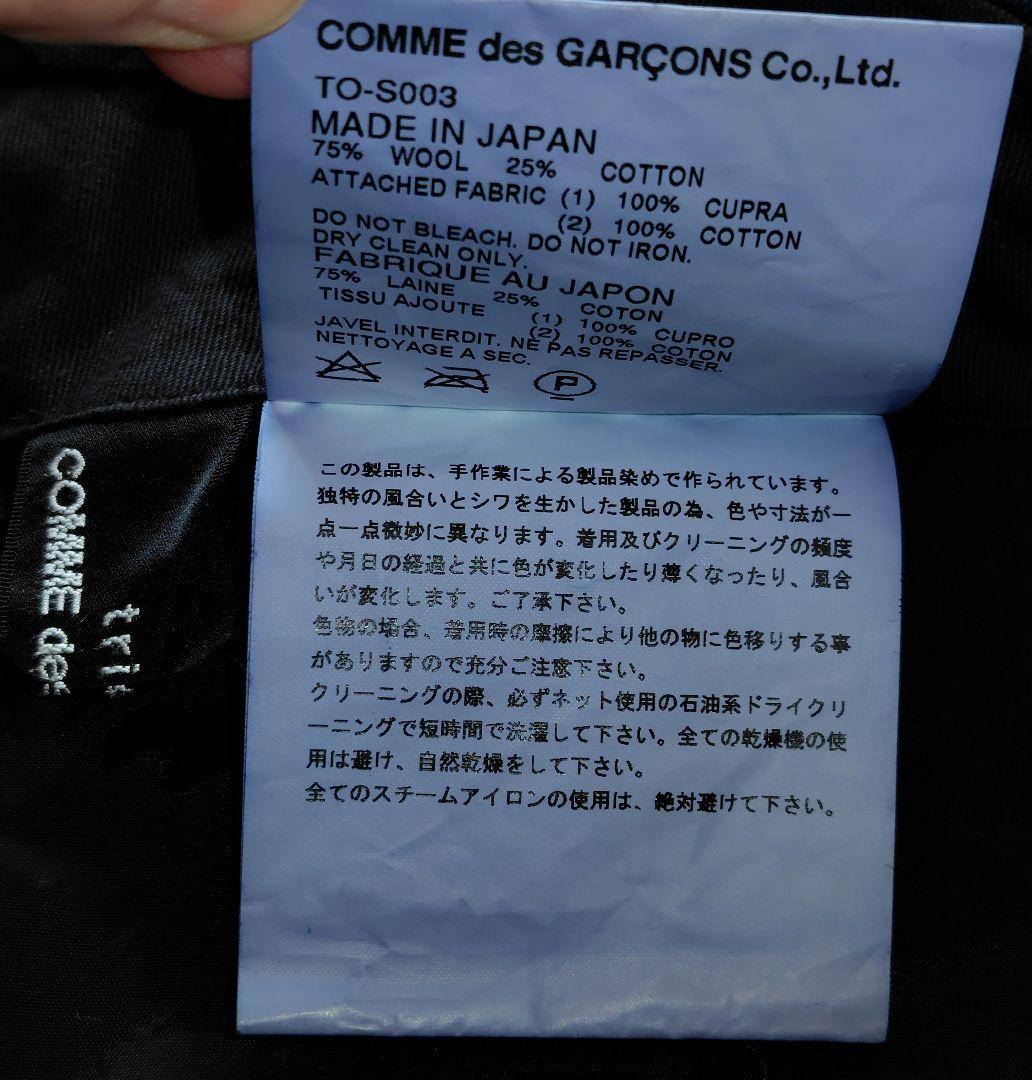 COMME des GARÇONS Co.,Ltd.
TO-S003
MADE IN JAPAN
75% WOOL 25% COTTON
ATTACHED FABRIC (1) 100% CUPRA
(2) 100% COTTON
DO NOT BLEACH. DO NOT IRON.
DRY CLEAN ONLY.
FABRIQUE AU JAPON
75% LAINE 25% COTON
TISSU AJOUTE (1) 100% CUPRO
(2) 100% COTON
JAVEL INTERDIT. NE PAS REPASSER.
NETTOYAGE A SEC.
P
この製品は、手作業による製品染めで作られています。
独特の風合いとシワを生かした製品の為、色や寸法が一
点一点微妙に異なります。着用及びクリーニングの頻度
や月日の経過と共に色が変化したり薄くなったり、風合
いが変化します。ご了承下さい。
色物の場合、着用時の摩擦により他の物に色移りする事
がありますので充分ご注意下さい。
クリーニングの際、必ずネット使用の石油系ドライクリ
ーニングで短時間で洗濯して下さい。全ての乾燥機の使
用は避け、自然乾燥をして下さい。
全てのスチームアイロンの使用は、絶対避けて下さい。
tri
COMME des